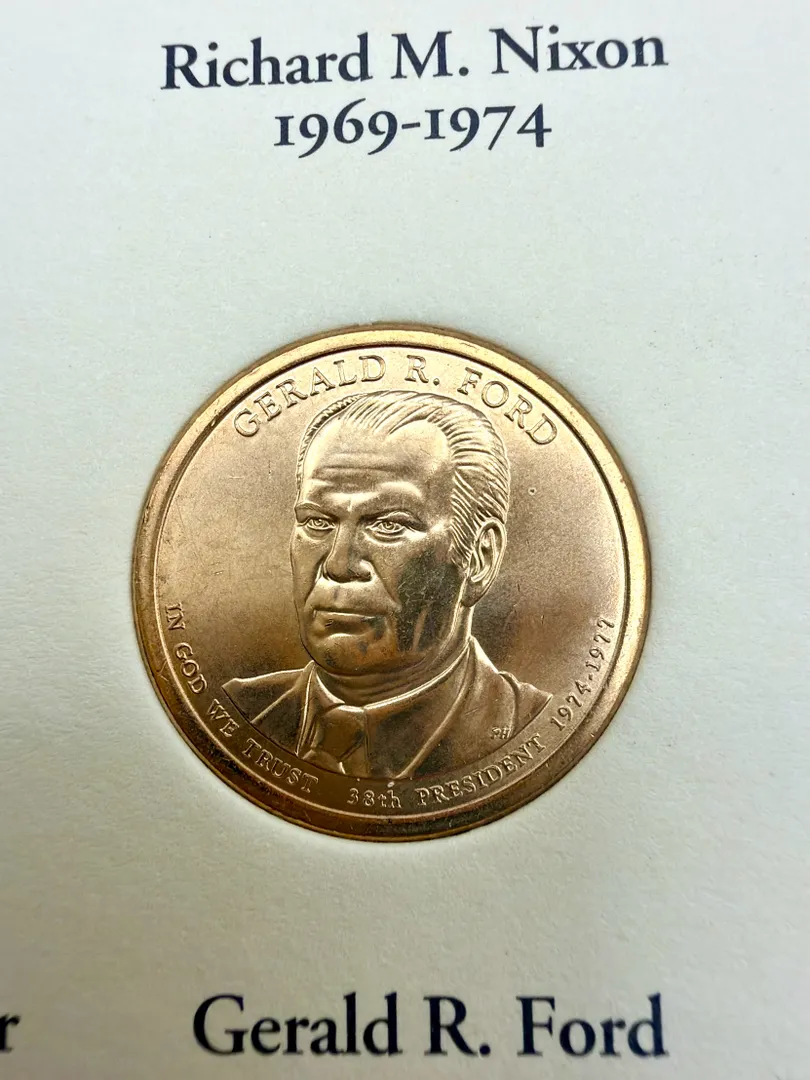 Richard M. Nixon
1969-1974
GERALD R. FORD
IN GOD WE TRUST
38th PRESIDENT 1974-1977
r
Gerald R. Ford